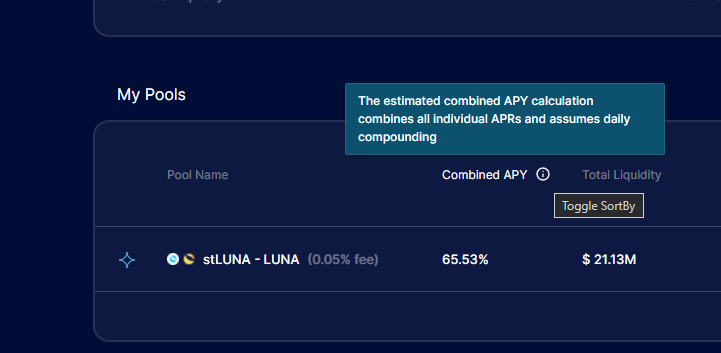 My Pools
The estimated combined APY calculation
combines all individual APRs and assumes daily
compounding
Pool Name
Combined APY
Total Liquidity
Toggle SortBy
stLUNA - LUNA (0.05% fee)
65.53%
$ 21.13M